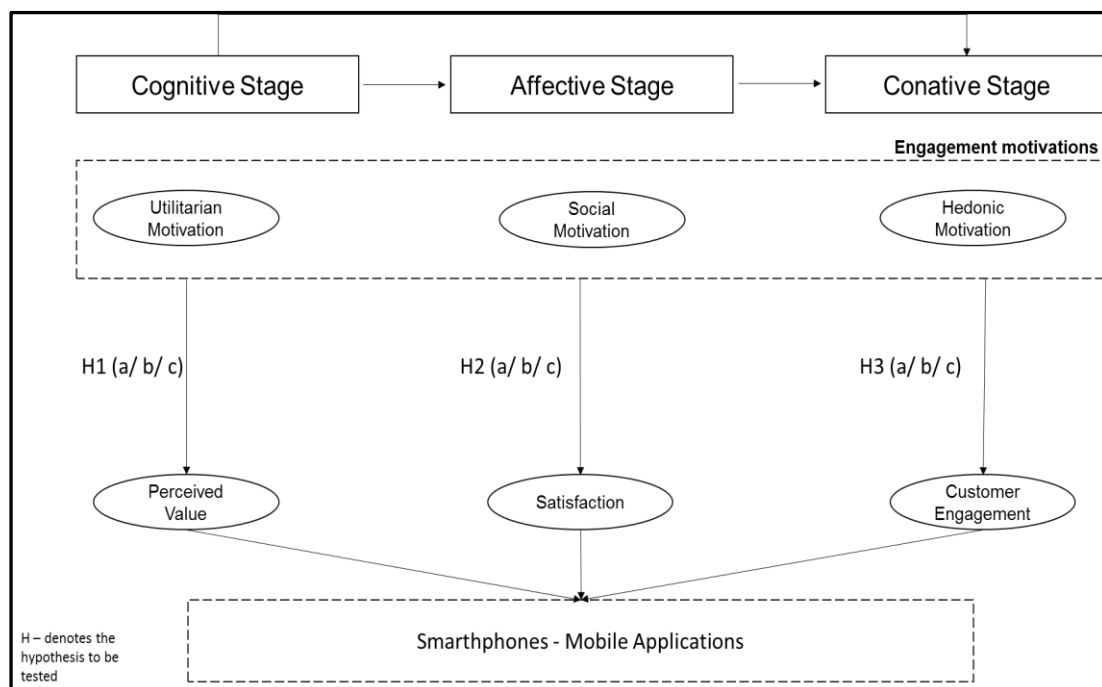 Cognitive Stage
Affective Stage
Conative Stage
Engagement motivations
Utilitarian
Motivation
Social
Motivation
Hedonic
Motivation
H1 (a/ b/ c)
H2 (a/ b/ c)
H3 (a/ b/ c)
Perceived
Value
Satisfaction
Customer
Engagement
Smarthphones - Mobile Applications
H – denotes the
hypothesis to be
tested